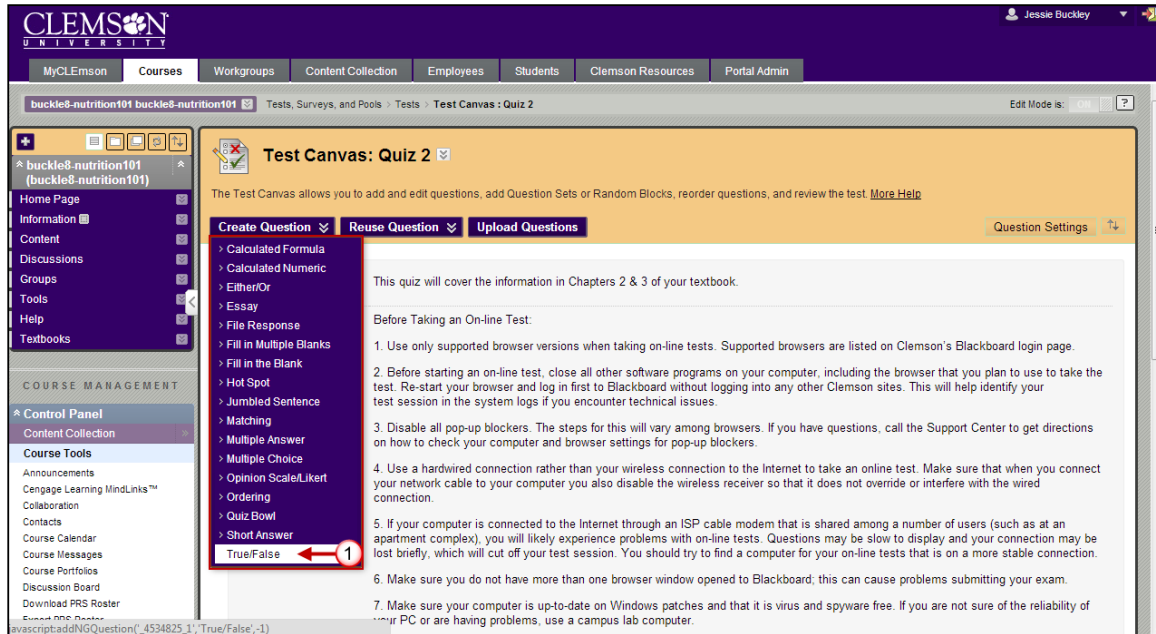 CLEMSON
UNIVERSITY
Jessie Buckley
MyCLEmson
Courses
Workgroups
Content Collection
Employees
Students
Clemson Resources
Portal Admin
buckle8-nutrition101 buckle8-nutrition101
Tests, Surveys, and Pools > Tests > Test Canvas : Quiz 2
Edit Mode is: ON ?
buckle8-nutrition101
(buckle8-nutrition101)
Home Page
Information
Content
Discussions
Groups
Tools
Help
Textbooks
COURSE MANAGEMENT
Control Panel
Content Collection
Course Tools
Announcements
Cengage Learning MindLinks™
Collaboration
Contacts
Course Calendar
Course Messages
Course Portfolios
Discussion Board
Download PRS Roster
Export PRS Roster
javascript:addNGQuestion('_4534825_1','True/False',-1)
Test Canvas: Quiz 2
The Test Canvas allows you to add and edit questions, add Question Sets or Random Blocks, reorder questions, and review the test. More Help
Create Question
Reuse Question
Upload Questions
Question Settings
> Calculated Formula
> Calculated Numeric
> Either/Or
> Essay
> File Response
> Fill in Multiple Blanks
> Fill in the Blank
> Hot Spot
> Jumbled Sentence
> Matching
> Multiple Answer
> Multiple Choice
> Opinion Scale/Likert
> Ordering
> Quiz Bowl
> Short Answer
True/False
1
This quiz will cover the information in Chapters 2 & 3 of your textbook.
Before Taking an On-line Test:
1. Use only supported browser versions when taking on-line tests. Supported browsers are listed on Clemson's Blackboard login page.
2. Before starting an on-line test, close all other software programs on your computer, including the browser that you plan to use to take the
test. Re-start your browser and log in first to Blackboard without logging into any other Clemson sites. This will help identify your
test session in the system logs if you encounter technical issues.
3. Disable all pop-up blockers. The steps for this will vary among browsers. If you have questions, call the Support Center to get directions
on how to check your computer and browser settings for pop-up blockers.
4. Use a hardwired connection rather than your wireless connection to the Internet to take an online test. Make sure that when you connect
your network cable to your computer you also disable the wireless receiver so that it does not override or interfere with the wired
connection.
5. If your computer is connected to the Internet through an ISP cable modem that is shared among a number of users (such as at an
apartment complex), you will likely experience problems with on-line tests. Questions may be slow to display and your connection may be
lost briefly, which will cut off your test session. You should try to find a computer for your on-line tests that is on a more stable connection.
6. Make sure you do not have more than one browser window opened to Blackboard; this can cause problems submitting your exam.
7. Make sure your computer is up-to-date on Windows patches and that it is virus and spyware free. If you are not sure of the reliability of
your PC or are having problems, use a campus lab computer.